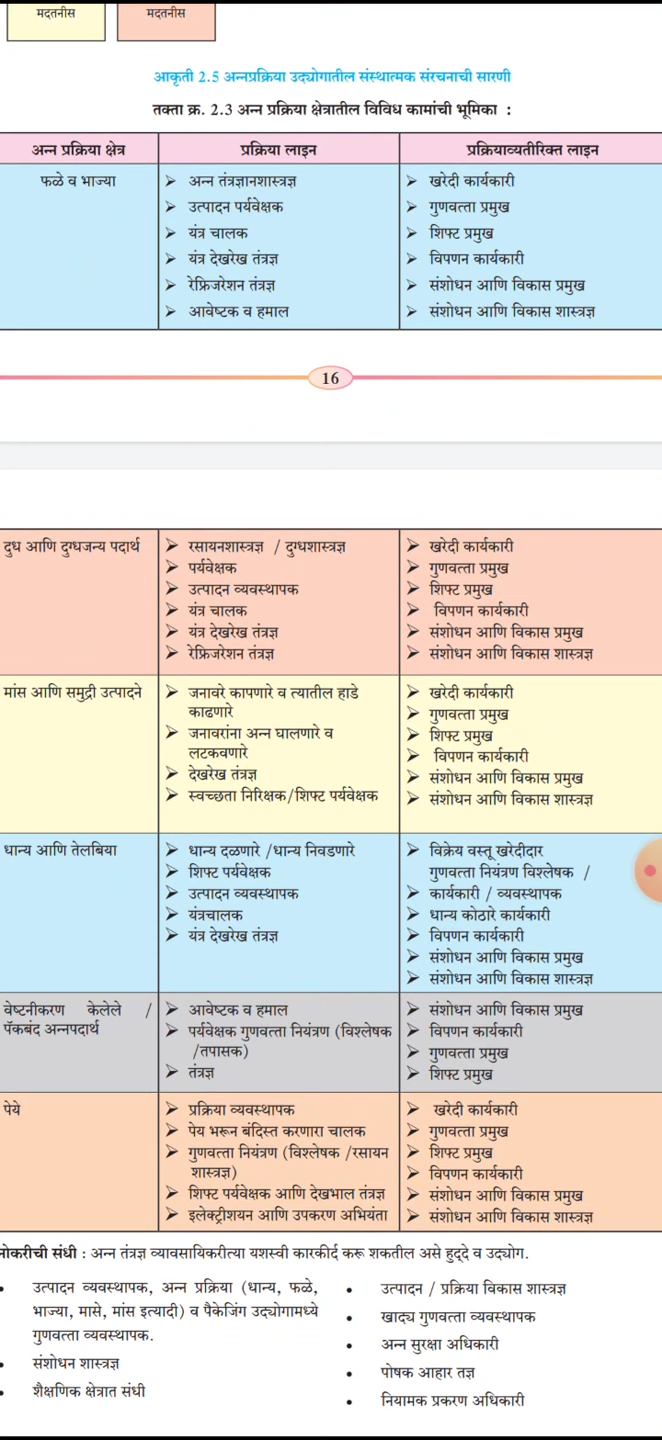 मदतनीस
मदतनीस
आकृती 2.5 अन्नप्रक्रिया उद्योगातील संस्थात्मक संरचनाची सारणी
तक्ता क्र. 2.3 अन्न प्रक्रिया क्षेत्रातील विविध कामांची भूमिका :
अन्न प्रक्रिया क्षेत्र
प्रक्रिया लाइन
प्रक्रियाव्यतीरिक्त लाइन
फळे व भाज्या
➢ अन्न तंत्रज्ञानशास्त्रज्ञ
➢ उत्पादन पर्यवेक्षक
➢ यंत्र चालक
➢ यंत्र देखरेख तंत्रज्ञ
➢ रेफ्रिजरेशन तंत्रज्ञ
➢ आवेष्टक व हमाल
➢ खरेदी कार्यकारी
➢ गुणवत्ता प्रमुख
➢ शिफ्ट प्रमुख
➢ विपणन कार्यकारी
➢ संशोधन आणि विकास प्रमुख
➢ संशोधन आणि विकास शास्त्रज्ञ
16
दुध आणि दुग्धजन्य पदार्थ
➢ रसायनशास्त्रज्ञ / दुग्धशास्त्रज्ञ
➢ पर्यवेक्षक
➢ उत्पादन व्यवस्थापक
➢ यंत्र चालक
➢ यंत्र देखरेख तंत्रज्ञ
➢ रेफ्रिजरेशन तंत्रज्ञ
➢ खरेदी कार्यकारी
➢ गुणवत्ता प्रमुख
➢ शिफ्ट प्रमुख
➢ विपणन कार्यकारी
➢ संशोधन आणि विकास प्रमुख
➢ संशोधन आणि विकास शास्त्रज्ञ
मांस आणि समुद्री उत्पादने
➢ जनावरे कापणारे व त्यातील हाडे
काढणारे
➢ जनावरांना अन्न घालणारे व
लटकवणारे
➢ देखरेख तंत्रज्ञ
➢ स्वच्छता निरिक्षक/शिफ्ट पर्यवेक्षक
➢ खरेदी कार्यकारी
➢ गुणवत्ता प्रमुख
➢ शिफ्ट प्रमुख
➢ विपणन कार्यकारी
➢ संशोधन आणि विकास प्रमुख
➢ संशोधन आणि विकास शास्त्रज्ञ
धान्य आणि तेलबिया
➢ धान्य दळणारे /धान्य निवडणारे
➢ शिफ्ट पर्यवेक्षक
➢ उत्पादन व्यवस्थापक
➢ यंत्रचालक
➢ यंत्र देखरेख तंत्रज्ञ
➢ विक्रेय वस्तू खरेदीदार
गुणवत्ता नियंत्रण विश्लेषक /
➢ कार्यकारी / व्यवस्थापक
➢ धान्य कोठारे कार्यकारी
➢ विपणन कार्यकारी
➢ संशोधन आणि विकास प्रमुख
➢ संशोधन आणि विकास शास्त्रज्ञ
वेष्टनीकरण केलेले /
पॅकबंद अन्नपदार्थ
➢ आवेष्टक व हमाल
➢ पर्यवेक्षक गुणवत्ता नियंत्रण (विश्लेषक
/तपासक)
➢ तंत्रज्ञ
➢ संशोधन आणि विकास प्रमुख
➢ विपणन कार्यकारी
➢ गुणवत्ता प्रमुख
➢ शिफ्ट प्रमुख
पेये
➢ प्रक्रिया व्यवस्थापक
➢ पेय भरून बंदिस्त करणारा चालक
➢ गुणवत्ता नियंत्रण (विश्लेषक /रसायन
शास्त्रज्ञ)
➢ शिफ्ट पर्यवेक्षक आणि देखभाल तंत्रज्ञ
➢ इलेक्ट्रीशयन आणि उपकरण अभियंता
➢ खरेदी कार्यकारी
➢ गुणवत्ता प्रमुख
➢ शिफ्ट प्रमुख
➢ विपणन कार्यकारी
➢ संशोधन आणि विकास प्रमुख
➢ संशोधन आणि विकास शास्त्रज्ञ
नोकरीची संधी : अन्न तंत्रज्ञ व्यावसायिकरीत्या यशस्वी कारकीर्द करू शकतील असे हुद्दे व उद्योग.
• उत्पादन व्यवस्थापक, अन्न प्रक्रिया (धान्य, फळे,
भाज्या, मासे, मांस इत्यादी) व पैकेजिंग उद्योगामध्ये
गुणवत्ता व्यवस्थापक.
• संशोधन शास्त्रज्ञ
• शैक्षणिक क्षेत्रात संधी
• उत्पादन / प्रक्रिया विकास शास्त्रज्ञ
• खाद्य गुणवत्ता व्यवस्थापक
• अन्न सुरक्षा अधिकारी
• पोषक आहार तज्ञ
• नियामक प्रकरण अधिकारी